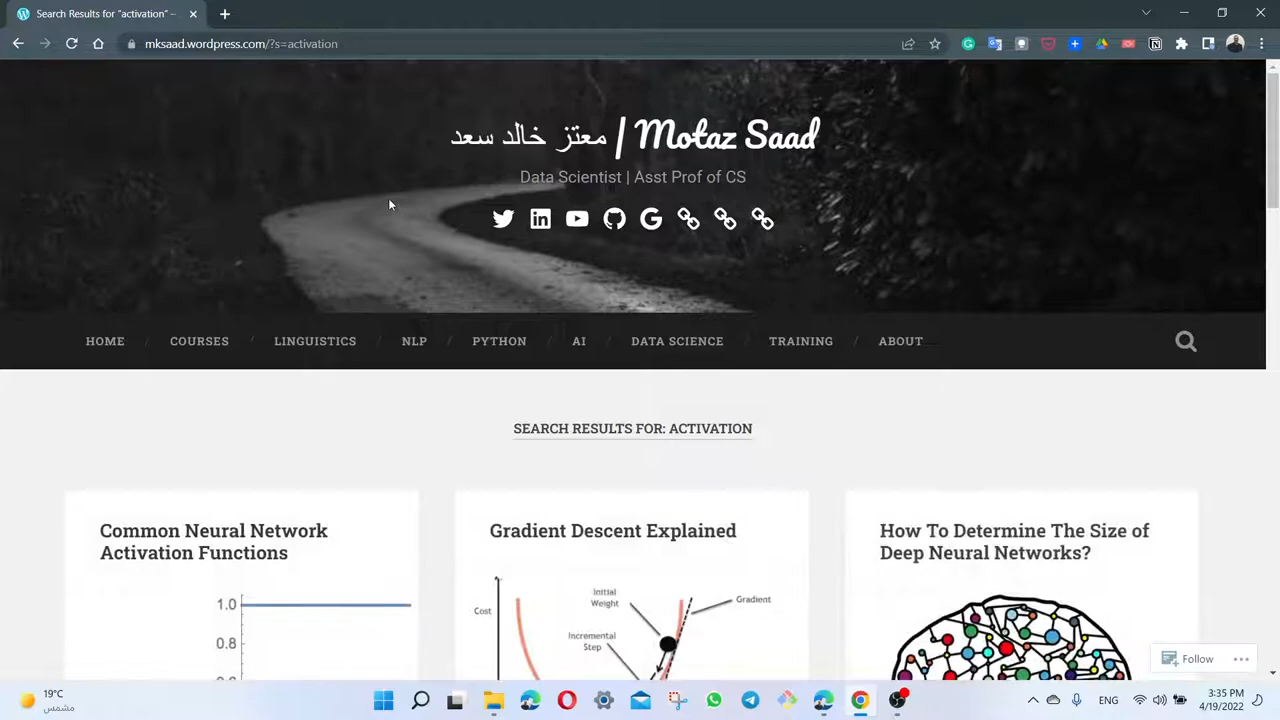 Search Results for "activation" –
mksaad.wordpress.com/?s=activation
معتز خالد سعد | Motaz Saad
Data Scientist | Asst Prof of CS
HOME / COURSES / LINGUISTICS / NLP / PYTHON / AI / DATA SCIENCE / TRAINING / ABOUT
SEARCH RESULTS FOR: ACTIVATION
Common Neural Network
Activation Functions
1.0
0.8
Gradient Descent Explained
Cost
Initial
Weight
Gradient
Incremental
Step
How To Determine The Size of
Deep Neural Networks?
Follow
19°C
مشمس
ENG
3:35 PM
4/19/2022